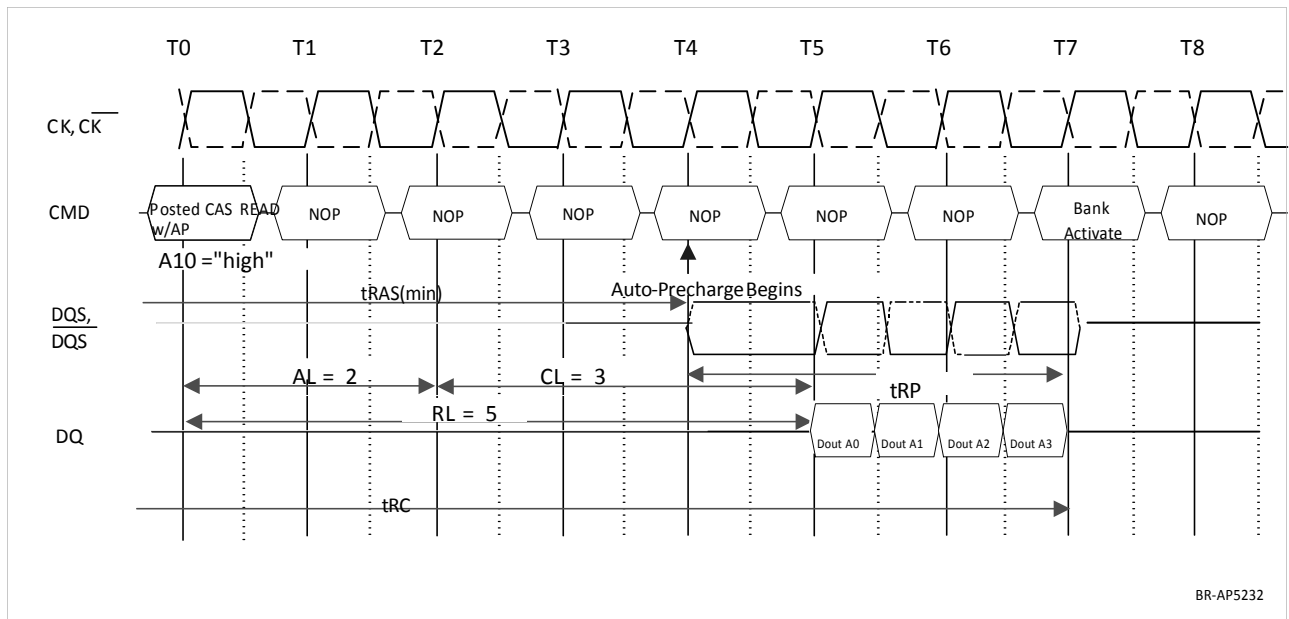 T0 T1 T2 T3 T4 T5 T6 T7 T8
CK, CK
CMD
Posted CAS READ
w/AP
NOP
NOP
NOP
NOP
NOP
NOP
Bank
Activate
NOP
A10 ="high"
tRAS(min)
Auto-Precharge Begins
DQS,
DQS
AL = 2
CL = 3
tRP
RL = 5
DQ
Dout A0
Dout A1
Dout A2
Dout A3
tRC
BR-AP5232